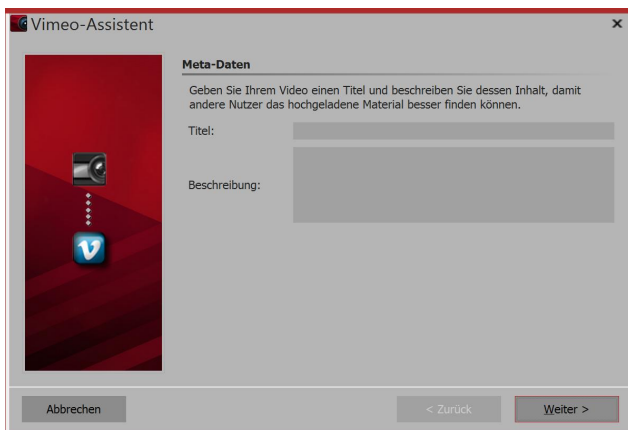 Vimeo-Assistent
Meta-Daten
Geben Sie Ihrem Video einen Titel und beschreiben Sie dessen Inhalt, damit
andere Nutzer das hochgeladene Material besser finden können.
Titel:
Beschreibung:
Abbrechen
< Zurück
Weiter >